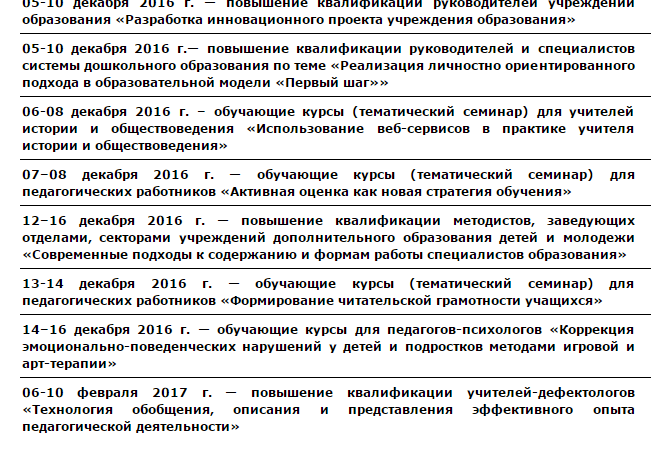 05-10 декабря 2016 г. — повышение квалификации руководителей учреждений
образования «Разработка инновационного проекта учреждения образования»
05-10 декабря 2016 г.— повышение квалификации руководителей и специалистов
системы дошкольного образования по теме «Реализация личностно ориентированного
подхода в образовательной модели «Первый шаг»»
06-08 декабря 2016 г. – обучающие курсы (тематический семинар) для учителей
истории и обществоведения «Использование веб-сервисов в практике учителя
истории и обществоведения»
07–08 декабря 2016 г. — обучающие курсы (тематический семинар) для
педагогических работников «Активная оценка как новая стратегия обучения»
12–16 декабря 2016 г. — повышение квалификации методистов, заведующих
отделами, секторами учреждений дополнительного образования детей и молодежи
«Современные подходы к содержанию и формам работы специалистов образования»
13-14 декабря 2016 г. — обучающие курсы (тематический семинар) для
педагогических работников «Формирование читательской грамотности учащихся»
14–16 декабря 2016 г. — обучающие курсы для педагогов-психологов «Коррекция
эмоционально-поведенческих нарушений у детей и подростков методами игровой и
арт-терапии»
06-10 февраля 2017 г. — повышение квалификации учителей-дефектологов
«Технология обобщения, описания и представления эффективного опыта
педагогической деятельности»